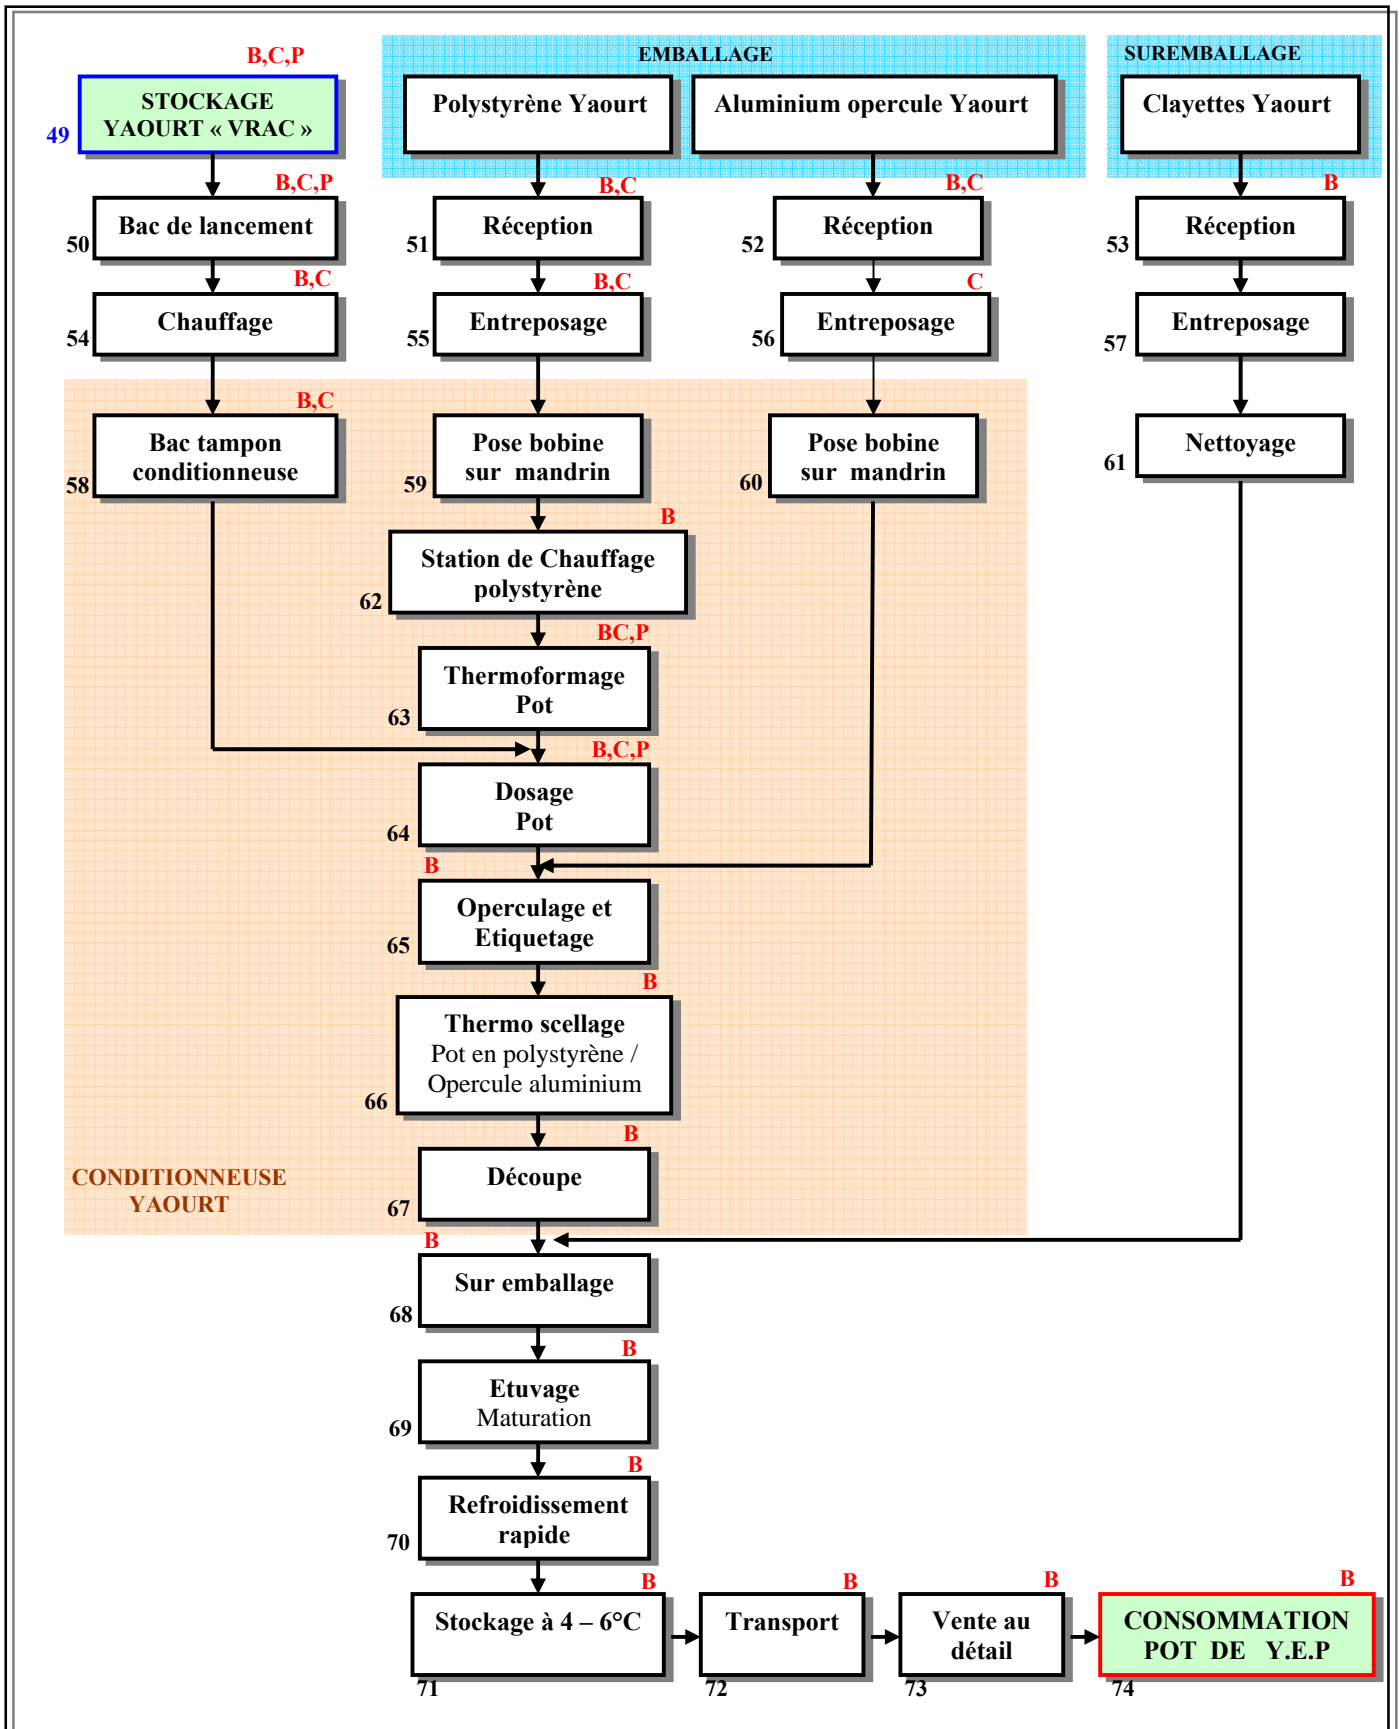 B,C,P
EMBALLAGE
SUREMBALLAGE
STOCKAGE
YAOURT « VRAC »
49
Polystyrène Yaourt
Aluminium opercule Yaourt
Clayettes Yaourt
B,C,P
B,C
B,C
B
Bac de lancement
50
Réception
51
Réception
52
Réception
53
B,C
B,C
C
Chauffage
54
Entreposage
55
Entreposage
56
Entreposage
57
B,C
Bac tampon
conditionneuse
58
Pose bobine
sur mandrin
59
Pose bobine
sur mandrin
60
Nettoyage
61
B
Station de Chauffage
polystyrène
62
BC,P
Thermoformage
Pot
63
B,C,P
Dosage
Pot
64
B
Operculage et
Etiquetage
65
B
Thermo scellage
Pot en polystyrène /
Opercule aluminium
66
B
Découpe
67
CONDITIONNEUSE
YAOURT
B
Sur emballage
68
B
Etuvage
Maturation
69
B
Refroidissement
rapide
70
B
B
B
B
Stockage à 4 – 6°C
71
Transport
72
Vente au
détail
73
CONSOMMATION
POT DE Y.E.P
74